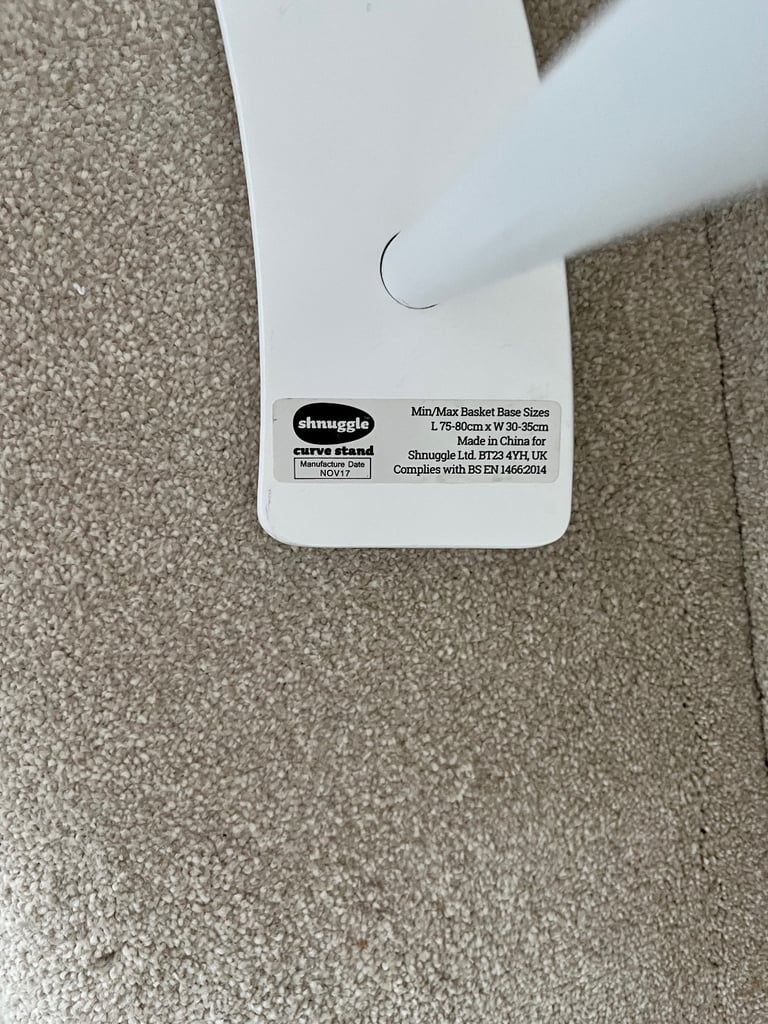 shnuggle
curve stand
Manufacture Date
NOV17
Min/Max Basket Base Sizes
L 75-80cm x W 30-35cm
Made in China for
Shnuggle Ltd. BT23 4YH, UK
Complies with BS EN 1466:2014